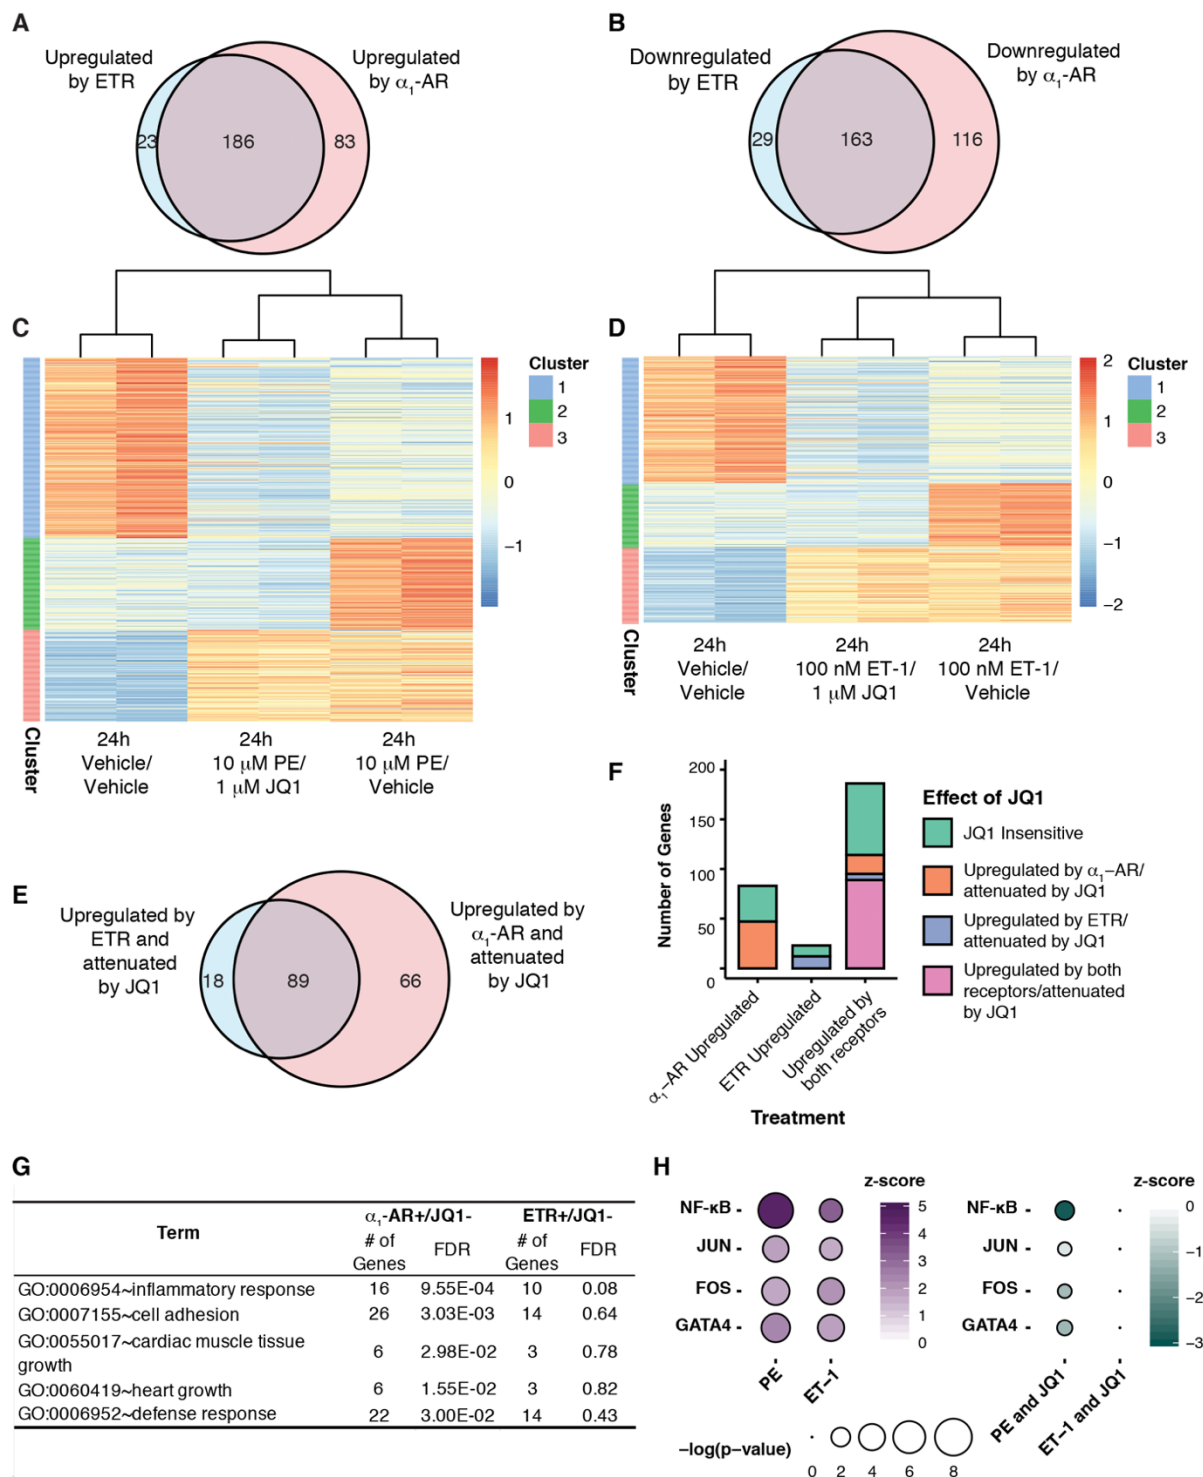 A
Upregulated
by ETR
Upregulated
by α₁-AR
23
186
83
B
Downregulated
by ETR
Downregulated
by α₁-AR
29
163
116
C
Cluster
1
2
3
1
0
−1
Cluster
24h
Vehicle/
Vehicle
24h
10 μM PE/
1 μM JQ1
24h
10 μM PE/
Vehicle
D
2
1
0
−1
−2
Cluster
1
2
3
Cluster
24h
Vehicle/
Vehicle
24h
100 nM ET-1/
1 μM JQ1
24h
100 nM ET-1/
Vehicle
E
Upregulated by
ETR and
attenuated
by JQ1
Upregulated by
α₁-AR and
attenuated
by JQ1
18
89
66
F
Number of Genes
200
150
100
50
0
α₁−AR Upregulated
ETR Upregulated
Upregulated by
both receptors
Treatment
Effect of JQ1
JQ1 Insensitive
Upregulated by α₁−AR/
attenuated by JQ1
Upregulated by ETR/
attenuated by JQ1
Upregulated by both
receptors/attenuated
by JQ1
G
Term
α₁-AR+/JQ1-
ETR+/JQ1-
# of Genes FDR # of Genes FDR
GO:0006954~inflammatory response 16 9.55E-04 10 0.08
GO:0007155~cell adhesion 26 3.03E-03 14 0.64
GO:0055017~cardiac muscle tissue
growth 6 2.98E-02 3 0.78
GO:0060419~heart growth 6 1.55E-02 3 0.82
GO:0006952~defense response 22 3.00E-02 14 0.43
H
NF-κB
JUN
FOS
GATA4
PE
ET−1
z-score
5
4
3
2
1
0
NF-κB
JUN
FOS
GATA4
PE and JQ1
ET−1 and JQ1
z-score
0
−1
−2
−3
−log(p−value)
0 2 4 6 8